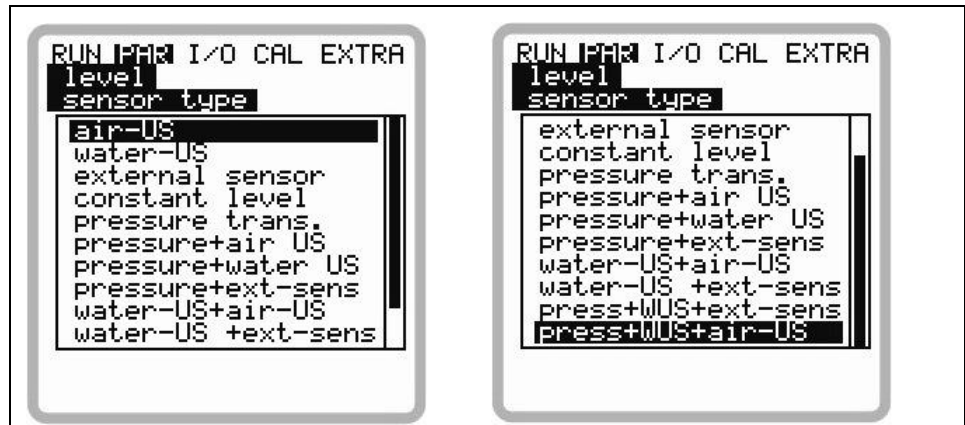 RUN PAR I/O CAL EXTRA
level
sensor type
air-US
water-US
external sensor
constant level
pressure trans.
pressure+air US
pressure+water US
pressure+ext-sens
water-US+air-US
water-US +ext-sens
RUN PAR I/O CAL EXTRA
level
sensor type
external sensor
constant level
pressure trans.
pressure+air US
pressure+water US
pressure+ext-sens
water-US+air-US
water-US +ext-sens
press+WUS+ext-sens
press+WUS+air-US